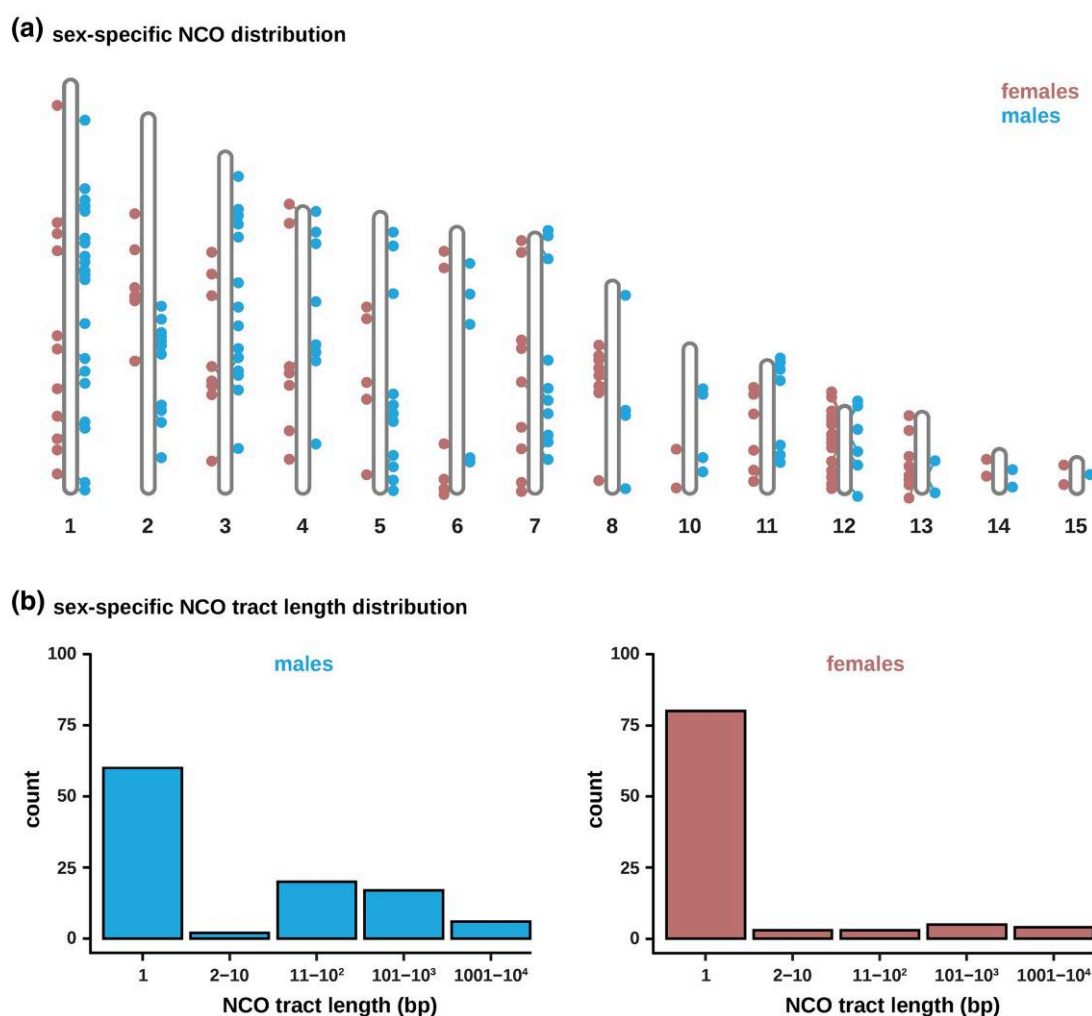 (a) sex-specific NCO distribution
females
males
1 2 3 4 5 6 7 8 10 11 12 13 14 15
(b) sex-specific NCO tract length distribution
males
100
75
50
25
0
count
1 2−10 11−10² 101−10³ 1001−10⁴
NCO tract length (bp)
females
100
75
50
25
0
count
1 2−10 11−10² 101−10³ 1001−10⁴
NCO tract length (bp)